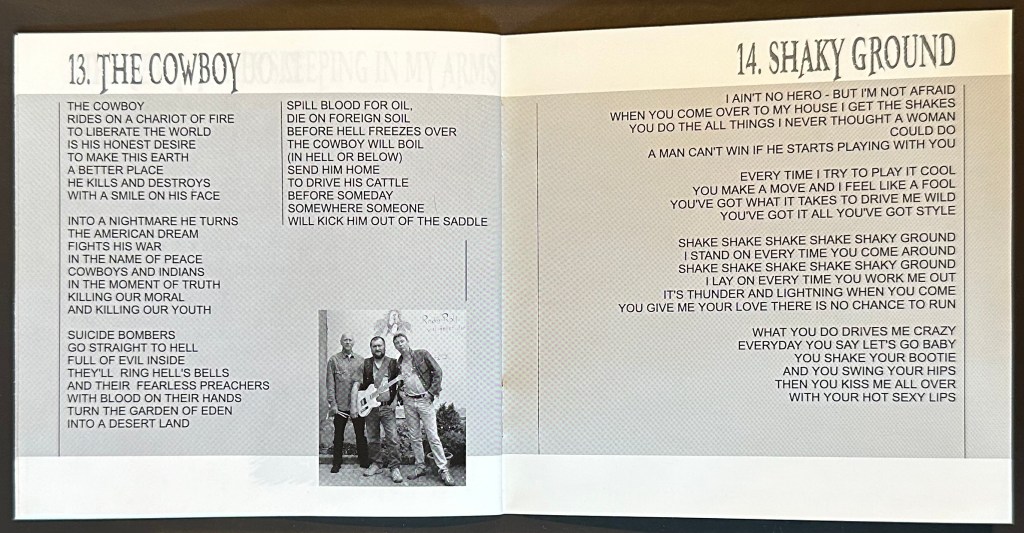 13. THE COWBOY
THE COWBOY
RIDES ON A CHARIOT OF FIRE
TO LIBERATE THE WORLD
IS HIS HONEST DESIRE
TO MAKE THIS EARTH
A BETTER PLACE
HE KILLS AND DESTROYS
WITH A SMILE ON HIS FACE
INTO A NIGHTMARE HE TURNS
THE AMERICAN DREAM
FIGHTS HIS WAR
IN THE NAME OF PEACE
COWBOYS AND INDIANS
IN THE MOMENT OF TRUTH
KILLING OUR MORAL
AND KILLING OUR YOUTH
SUICIDE BOMBERS
GO STRAIGHT TO HELL
FULL OF EVIL INSIDE
THEY'LL RING HELL'S BELLS
AND THEIR FEARLESS PREACHERS
WITH BLOOD ON THEIR HANDS
TURN THE GARDEN OF EDEN
INTO A DESERT LAND
SPILL BLOOD FOR OIL,
DIE ON FOREIGN SOIL
BEFORE HELL FREEZES OVER
THE COWBOY WILL BOIL
(IN HELL OR BELOW)
SEND HIM HOME
TO DRIVE HIS CATTLE
BEFORE SOMEDAY
SOMEWHERE SOMEONE
WILL KICK HIM OUT OF THE SADDLE
14. SHAKY GROUND
I AIN'T NO HERO - BUT I'M NOT AFRAID
WHEN YOU COME OVER TO MY HOUSE I GET THE SHAKES
YOU DO THE ALL THINGS I NEVER THOUGHT A WOMAN
COULD DO
A MAN CAN'T WIN IF HE STARTS PLAYING WITH YOU
EVERY TIME I TRY TO PLAY IT COOL
YOU MAKE A MOVE AND I FEEL LIKE A FOOL
YOU'VE GOT WHAT IT TAKES TO DRIVE ME WILD
YOU'VE GOT IT ALL YOU'VE GOT STYLE
SHAKE SHAKE SHAKE SHAKE SHAKY GROUND
I STAND ON EVERY TIME YOU COME AROUND
SHAKE SHAKE SHAKE SHAKE SHAKY GROUND
I LAY ON EVERY TIME YOU WORK ME OUT
IT'S THUNDER AND LIGHTNING WHEN YOU COME
YOU GIVE ME YOUR LOVE THERE IS NO CHANCE TO RUN
WHAT YOU DO DRIVES ME CRAZY
EVERYDAY YOU SAY LET'S GO BABY
YOU SHAKE YOUR BOOTIE
AND YOU SWING YOUR HIPS
THEN YOU KISS ME ALL OVER
WITH YOUR HOT SEXY LIPS